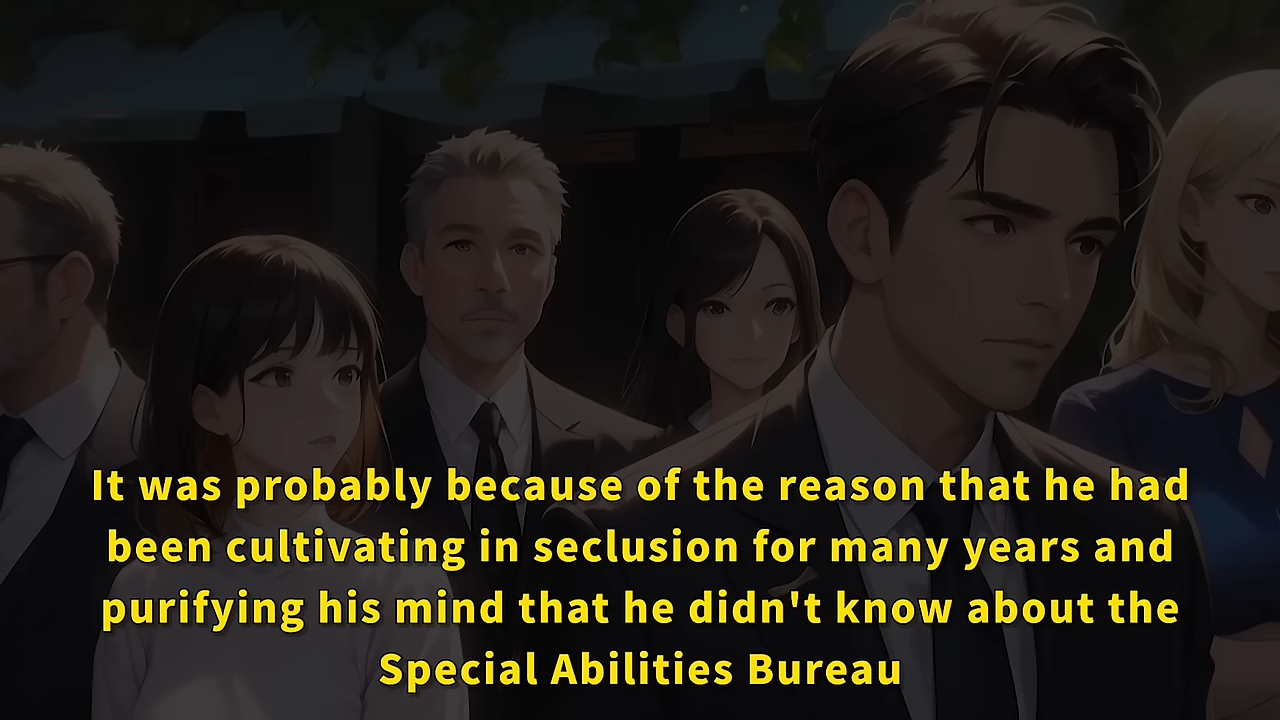 It was probably because of the reason that he had
been cultivating in seclusion for many years and
purifying his mind that he didn't know about the
Special Abilities Bureau